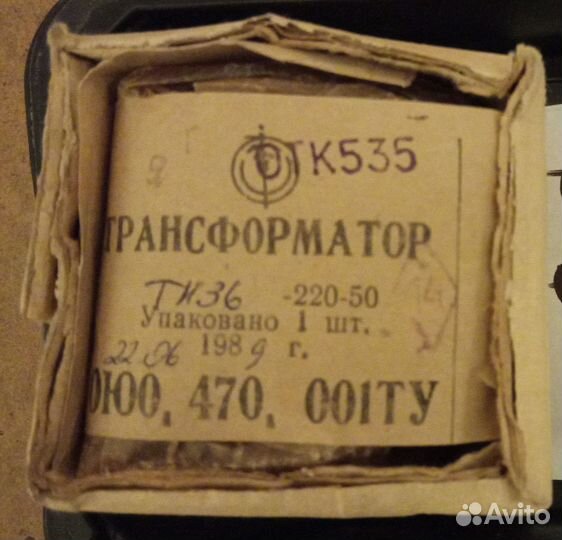 ОТК535
ТРАНСФОРМАТОР
ТН36 -220-50
Упаковано 1 шт.
22 06 1989 г.
ОЮ0. 470. 001ТУ
Avito